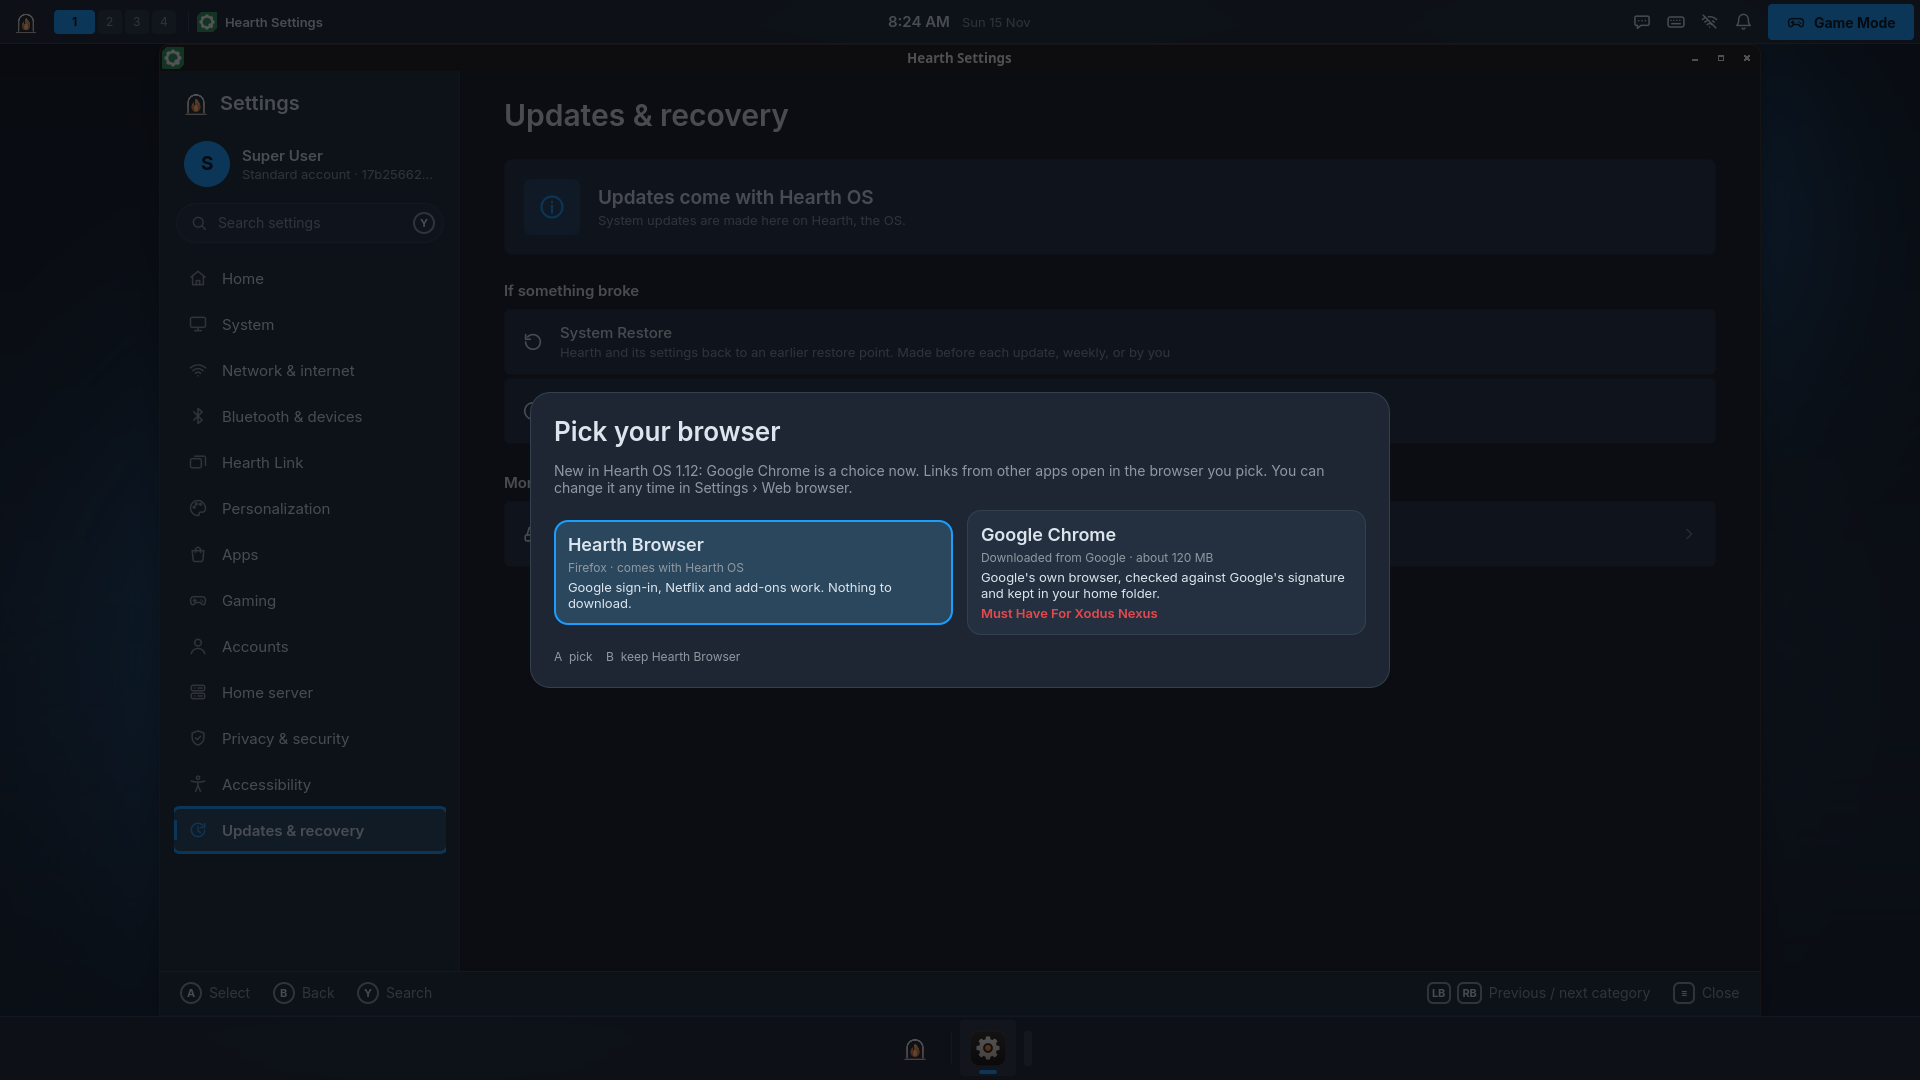 1 2 3 4 Hearth Settings 8:24 AM Sun 15 Nov Game Mode
Hearth Settings
Settings
S
Super User
Standard account · 17b25662...
Search settings Y
Home
System
Network & internet
Bluetooth & devices
Hearth Link
Personalization
Apps
Gaming
Accounts
Home server
Privacy & security
Accessibility
Updates & recovery
Updates & recovery
Updates come with Hearth OS
System updates are made here on Hearth, the OS.
If something broke
System Restore
Hearth and its settings back to an earlier restore point. Made before each update, weekly, or by you
Pick your browser
New in Hearth OS 1.12: Google Chrome is a choice now. Links from other apps open in the browser you pick. You can
change it any time in Settings › Web browser.
Hearth Browser
Firefox · comes with Hearth OS
Google sign-in, Netflix and add-ons work. Nothing to
download.
Google Chrome
Downloaded from Google · about 120 MB
Google's own browser, checked against Google's signature
and kept in your home folder.
Must Have For Xodus Nexus
A pick B keep Hearth Browser
A Select B Back Y Search LB RB Previous / next category Close